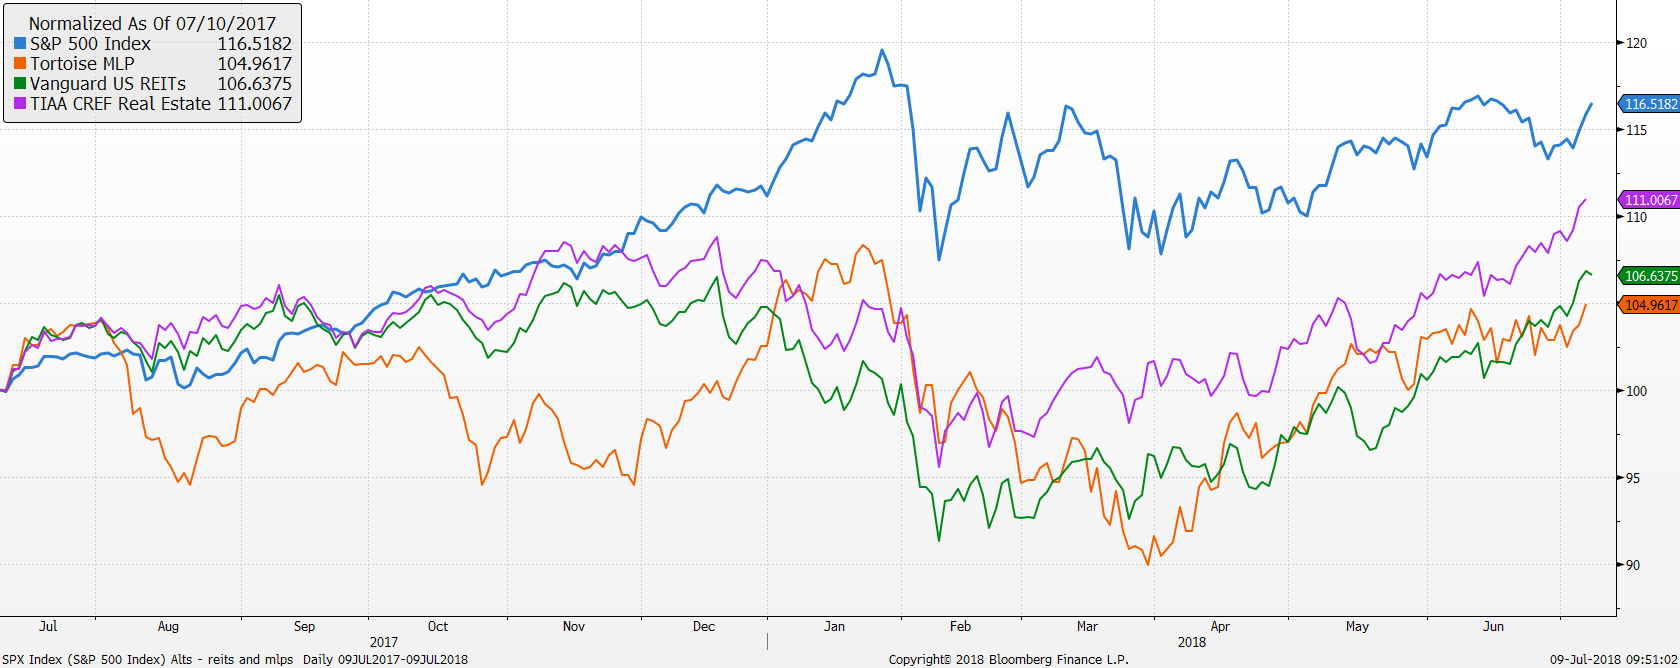 Normalized As Of 07/10/2017
S&P 500 Index 116.5182
Tortoise MLP 104.9617
Vanguard US REITs 106.6375
TIAA CREF Real Estate 111.0067
120
116.5182
115
111.0067
110
106.6375
104.9617
100
95
90
Jul Aug Sep Oct Nov Dec Jan Feb Mar Apr May Jun
2017 2018
SPX Index (S&P 500 Index) Alts - reits and mlps Daily 09JUL2017-09JUL2018 Copyright© 2018 Bloomberg Finance L.P. 09-Jul-2018 09:51:02